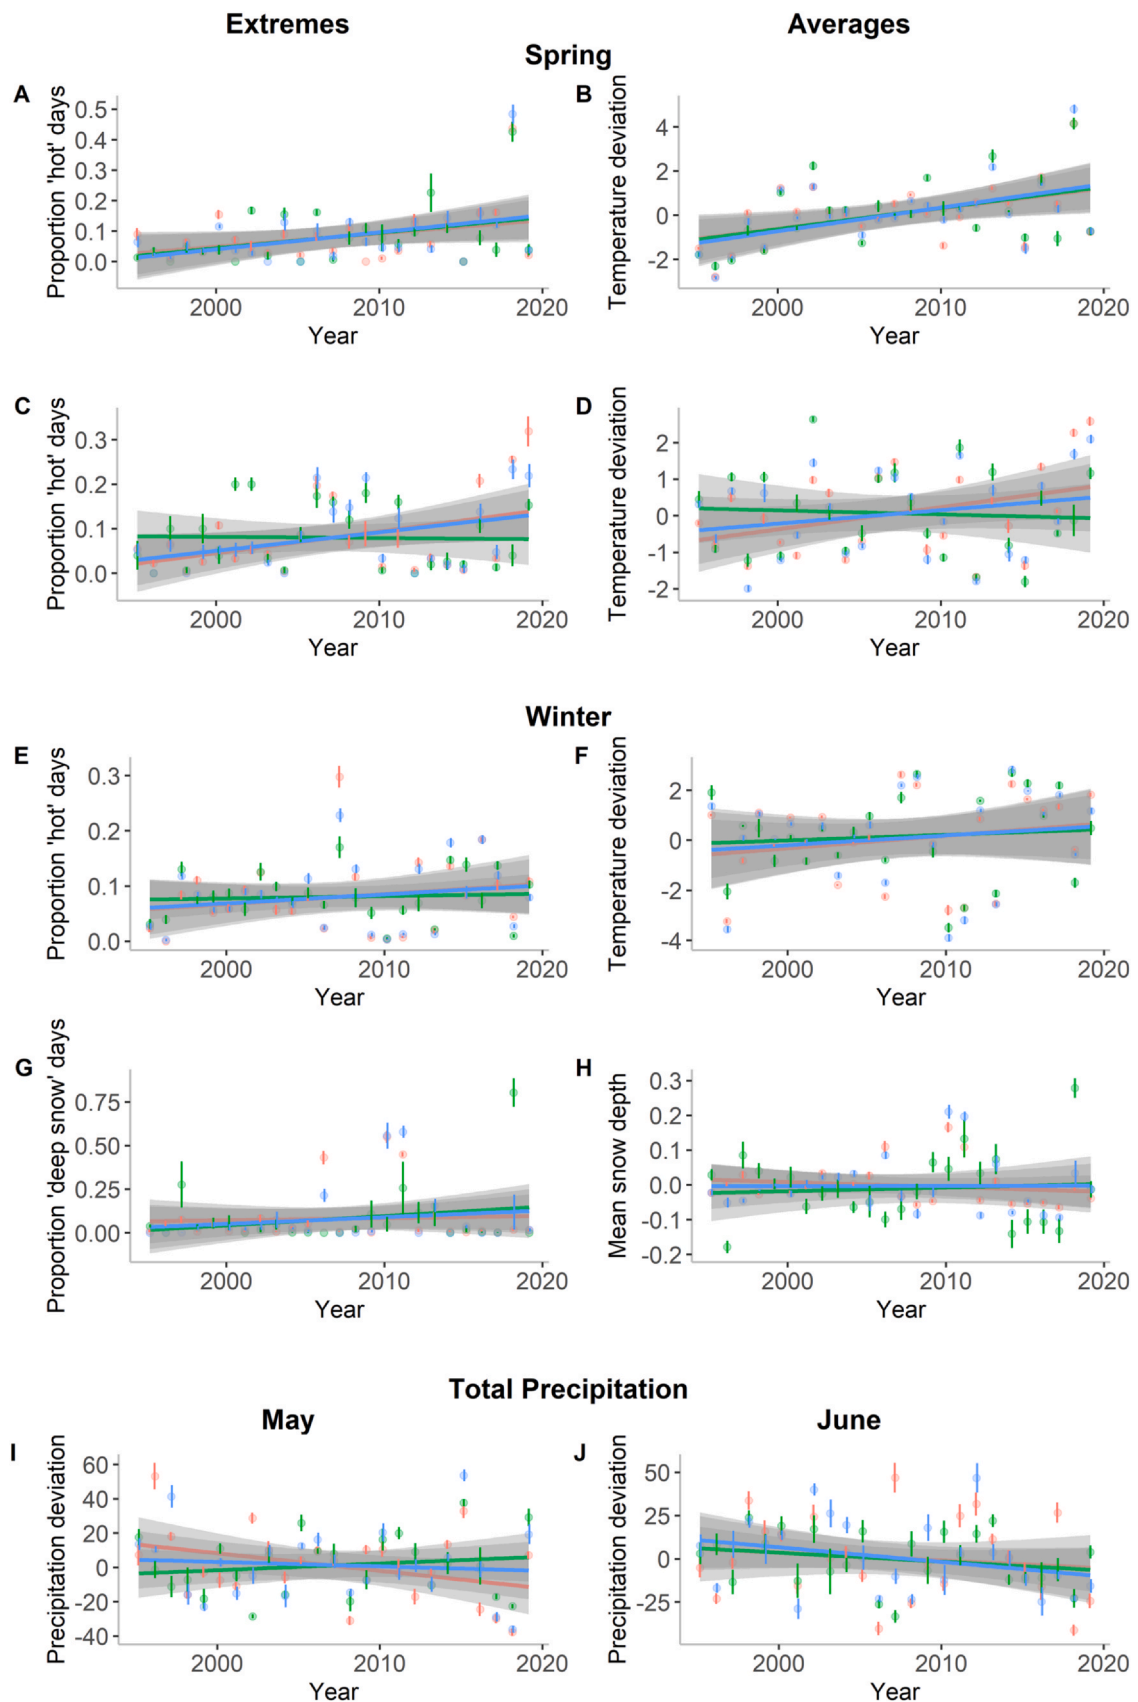 Extremes Averages
Spring
A B
Proportion 'hot' days
0.5
0.4
0.3
0.2
0.1
0.0
2000 2010 2020
Year
Temperature deviation
4
2
0
-2
2000 2010 2020
Year
C D
Proportion 'hot' days
0.3
0.2
0.1
0.0
2000 2010 2020
Year
Temperature deviation
2
1
0
-1
-2
2000 2010 2020
Year
Winter
E F
Proportion 'hot' days
0.3
0.2
0.1
0.0
2000 2010 2020
Year
Temperature deviation
2
0
-2
-4
2000 2010 2020
Year
G H
Proportion 'deep snow' days
0.75
0.50
0.25
0.00
2000 2010 2020
Year
Mean snow depth
0.3
0.2
0.1
0.0
-0.1
-0.2
2000 2010 2020
Year
Total Precipitation
May June
I J
Precipitation deviation
60
40
20
0
-20
-40
2000 2010 2020
Year
Precipitation deviation
50
25
0
-25
2000 2010 2020
Year